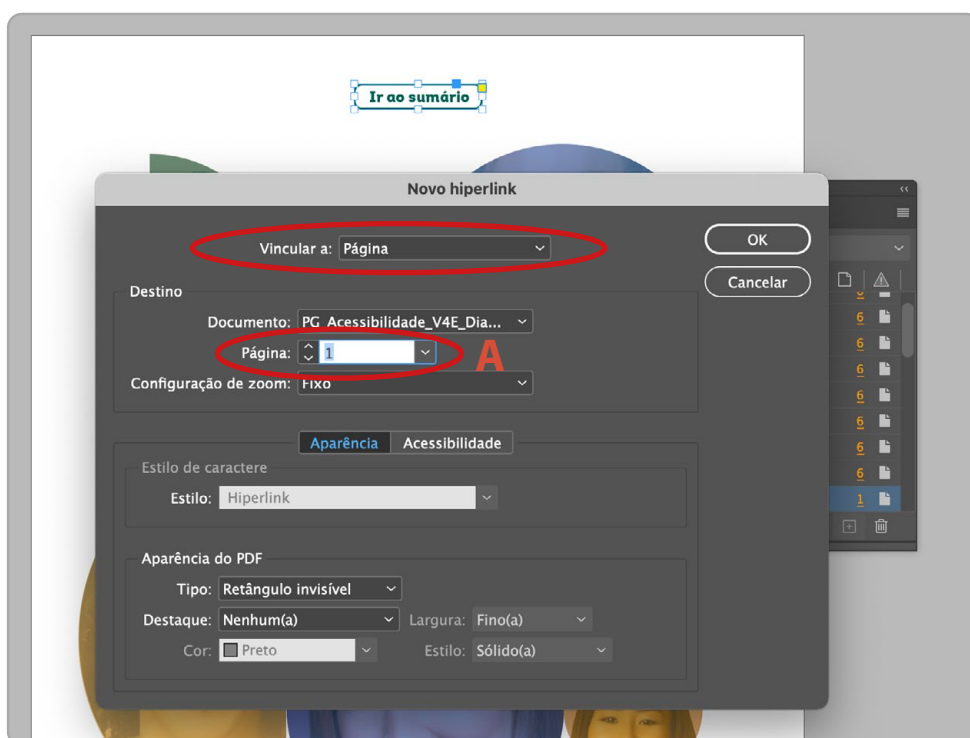 Ir ao sumário
Novo hiperlink
Vincular a: Página
OK
Cancelar
Destino
Documento: PG_Acessibilidade_V4E_Dia...
Página: 1
A
Configuração de zoom: Fixo
Aparência Acessibilidade
Estilo de caractere
Estilo: Hiperlink
Aparência do PDF
Tipo: Retângulo invisível
Destaque: Nenhum(a) Largura: Fino(a)
Cor: Preto Estilo: Sólido(a)
6
6
6
6
6
6
6
1